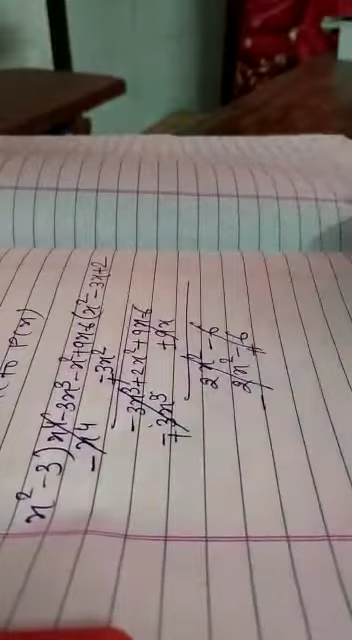 to P(x)
x² - 3 ) x⁴ - 3x³ - x² + 9x - 6 ( x² - 3x + 2
- x⁴ - 3x²
+
- 3x³ + 2x² + 9x - 6
- 3x³ + 9x
+ -
2x² - 6
2x² - 6
- +